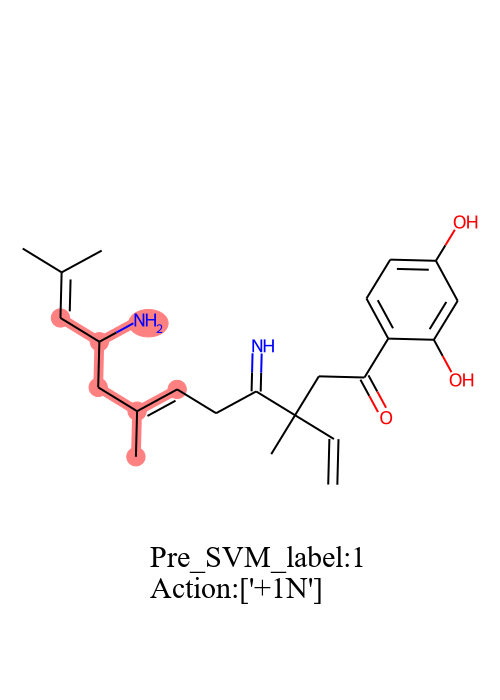 OH
NH₂
NH
OH
O
Pre_SVM_label:1
Action:['+1N']